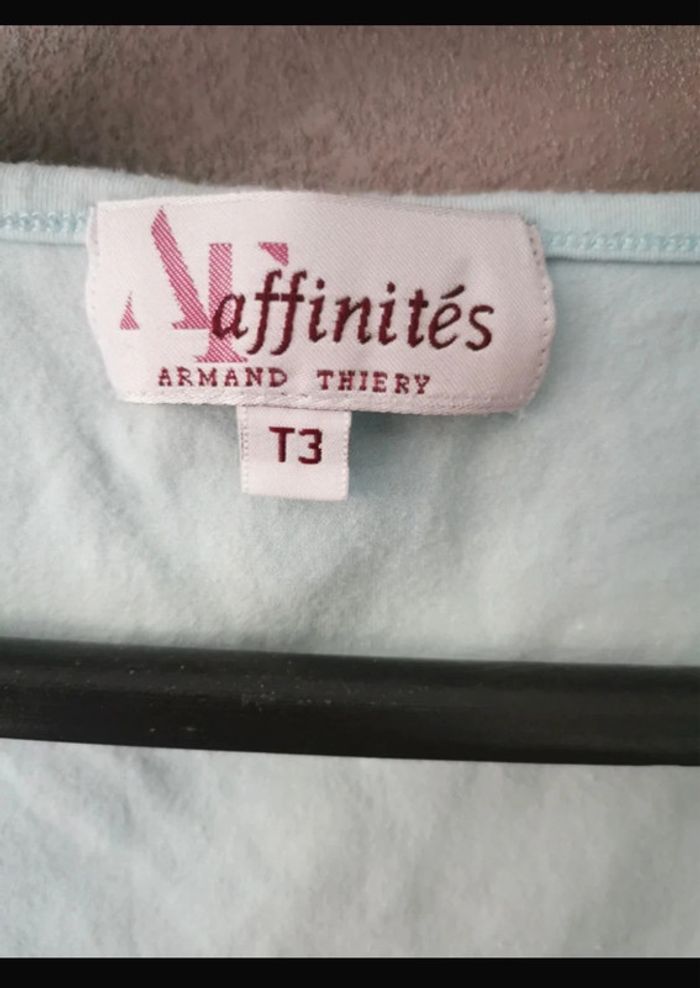 AT
affinités
ARMAND THIERY
T3